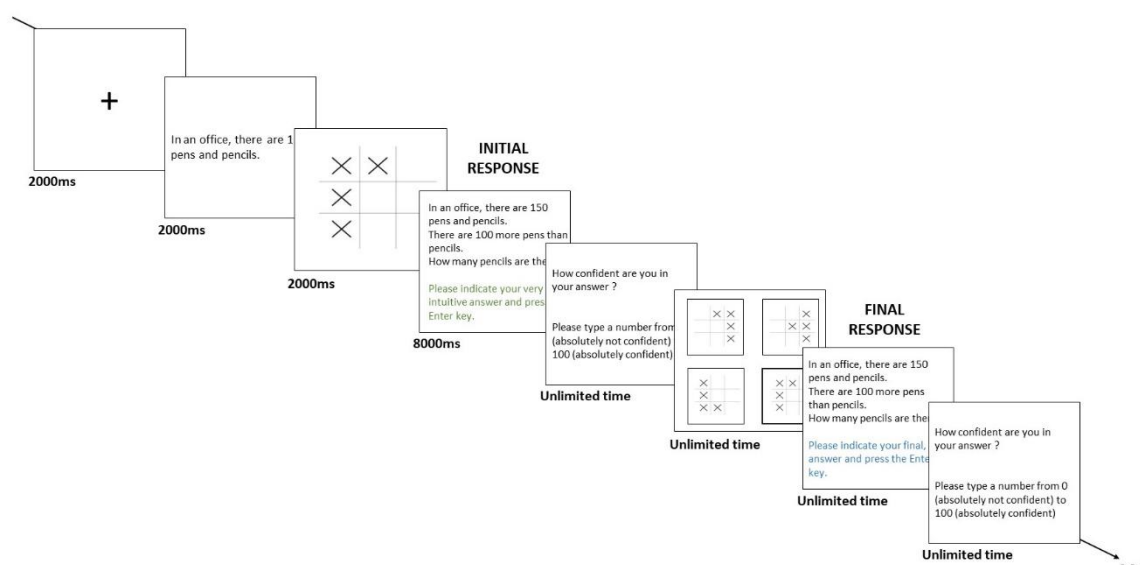 +
2000ms
In an office, there are 1
pens and pencils.
2000ms
2000ms
INITIAL
RESPONSE
In an office, there are 150
pens and pencils.
There are 100 more pens than
pencils.
How many pencils are the
Please indicate your very
intuitive answer and press
Enter key.
8000ms
How confident are you in
your answer ?
Please type a number from
(absolutely not confident)
100 (absolutely confident)
Unlimited time
Unlimited time
FINAL
RESPONSE
In an office, there are 150
pens and pencils.
There are 100 more pens
than pencils.
How many pencils are the
Please indicate your final,
answer and press the Ente
key.
Unlimited time
How confident are you in
your answer ?
Please type a number from 0
(absolutely not confident) to
100 (absolutely confident)
Unlimited time